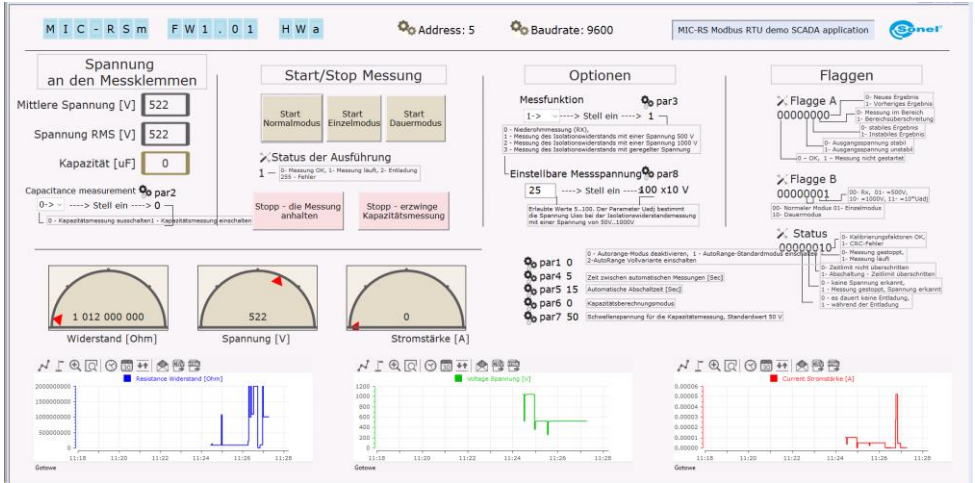 MIC-RSm FW1.01 HWa
Address: 5
Baudrate: 9600
MIC-RS Modbus RTU demo SCADA application
Sonel
Spannung
an den Messklemmen
Mittlere Spannung [V] 522
Spannung RMS [V] 522
Kapazität [uF] 0
Capacitance measurement par2
0-> ----> Stell ein ----> 0
0 - Kapazitätsmessung ausschalten1 - Kapazitätsmessung einschalten
Start/Stop Messung
Start
Normalmodus
Start
Einzelmodus
Start
Dauermodus
Status der Ausführung
1 — 0- Messung OK, 1- Messung läuft, 2- Entladung
255 - Fehler
Stopp - die Messung
anhalten
Stopp - erzwinge
Kapazitätsmessung
Optionen
Messfunktion par3
1-> ----> Stell ein ----> 1
0 - Niederohmmessung (RX),
1 - Messung des Isolationswiderstands mit einer Spannung 500 V
2 - Messung des Isolationswiderstands mit einer Spannung 1000 V
3 - Messung des Isolationswiderstands mit geregelter Spannung
Einstellbare Messspannung par8
25 ----> Stell ein ----100 x10 V
Erlaubte Werte 5..100. Der Parameter Uadj bestimmt
die Spannung Uiso bei der Isolationswiderstandemessung
mit einer Spannung von 50V..1000V
par1 0 0 - Autorange-Modus deaktivieren, 1 - AutoRange-Standardmodus einschalten
2-AutsRange Vollvariante einschalten
par4 5 Zeit zwischen automatischen Messungen [Sec]
par5 15 Automatische Abschaltzeit [Sec]
par6 0 Kapazitätsberechnungsmodus
par7 50 Schwellenspannung für die Kapazitätsmessung, Standardwert 50 V
Flaggen
Flagge A
00000000
0- Neues Ergebnis
1- Vorheriges Ergebnis
0- Messung im Bereich
1- Bereichsüberschreitung
0- stabiles Ergebnis
1- Instabiles Ergebnis
0- Ausgangsspannung stabil
1- Ausgangsspannung unstabil
0 - OK, 1 - Messung nicht gestartet
Flagge B
00000001
00- Rx, 01- =500V,
10- =1000V, 11- =10*Uadj
00- Normaler Modus 01- Einzelmodus
10- Dauermodus
Status
00000010
0- Kalibrierungsfaktoren OK,
1- CRC-Fehler
0- Messung gestoppt,
1- Messung läuft
0- Zeitlimit nicht überschritten
1- Abschaltung - Zeitlimit überschritten
0 - keine Spannung erkannt,
1 - Messung gestoppt, Spannung erkannt
0 - es dauert keine Entladung,
1 - während der Entladung
1 012 000 000
Widerstand [Ohm]
522
Spannung [V]
0
Stromstärke [A]
Resistance Widerstand [Ohm]
2000000000
1500000000
1000000000
500000000
0
11:18 11:20 11:22 11:24 11:26 11:28
Gotowe
Voltage Spannung [V]
1200
1000
800
600
400
200
0
11:18 11:20 11:22 11:24 11:26 11:28
Gotowe
Current Stromstärke [A]
0.00006
0.00005
0.00004
0.00003
0.00002
0.00001
0.00000
11:18 11:20 11:22 11:24 11:26 11:28
Gotowe